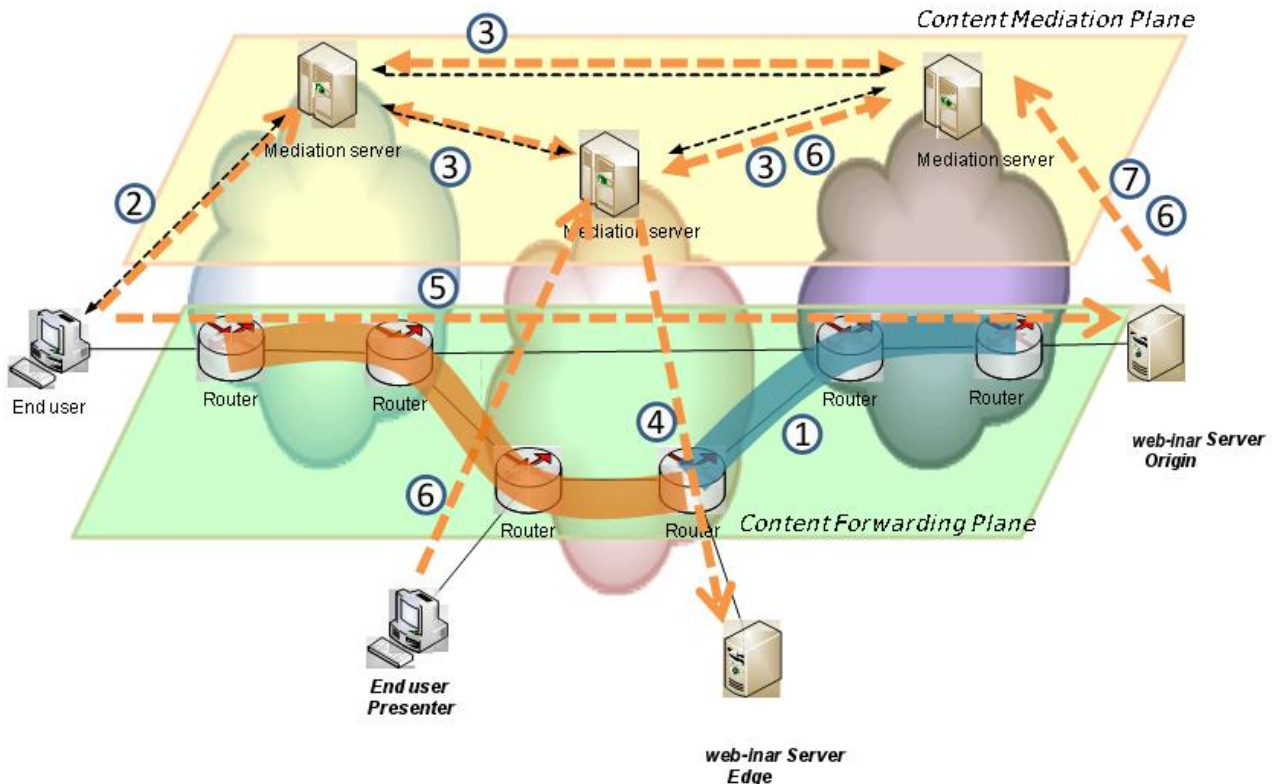 Content Mediation Plane
3
Mediation server
3
Mediation server
3
6
Mediation server
2
7
6
5
End user
Router
Router
Router
Router
4
1
web-inar Server
Origin
6
Router
Router
Content Forwarding Plane
End user
Presenter
web-inar Server
Edge